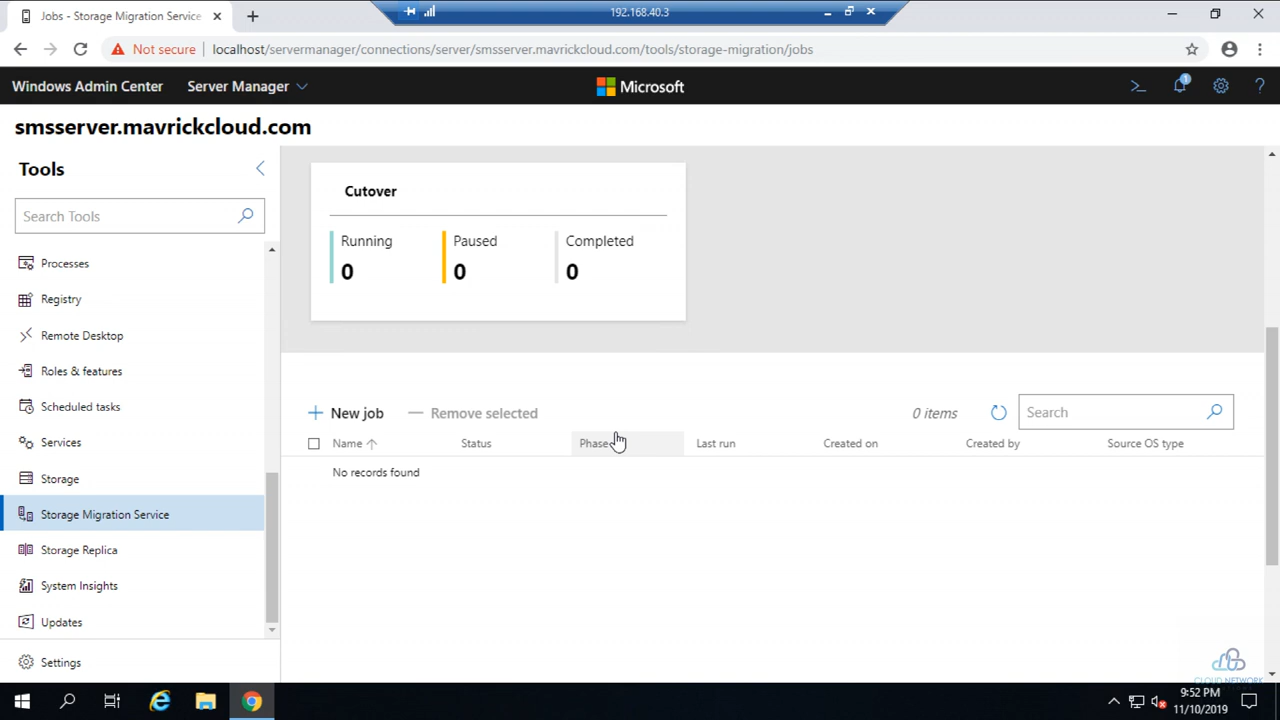 Jobs - Storage Migration Service
192.168.40.3
Not secure
localhost/servermanager/connections/server/smsserver.mavrickcloud.com/tools/storage-migration/jobs
Windows Admin Center
Server Manager
Microsoft
1
smsserver.mavrickcloud.com
Tools
Search Tools
Processes
Registry
Remote Desktop
Roles & features
Scheduled tasks
Services
Storage
Storage Migration Service
Storage Replica
System Insights
Updates
Settings
Cutover
Running Paused Completed
0 0 0
New job Remove selected 0 items Search
Name Status Phase Last run Created on Created by Source OS type
No records found
CLOUD NETWORK
9:52 PM
11/10/2019